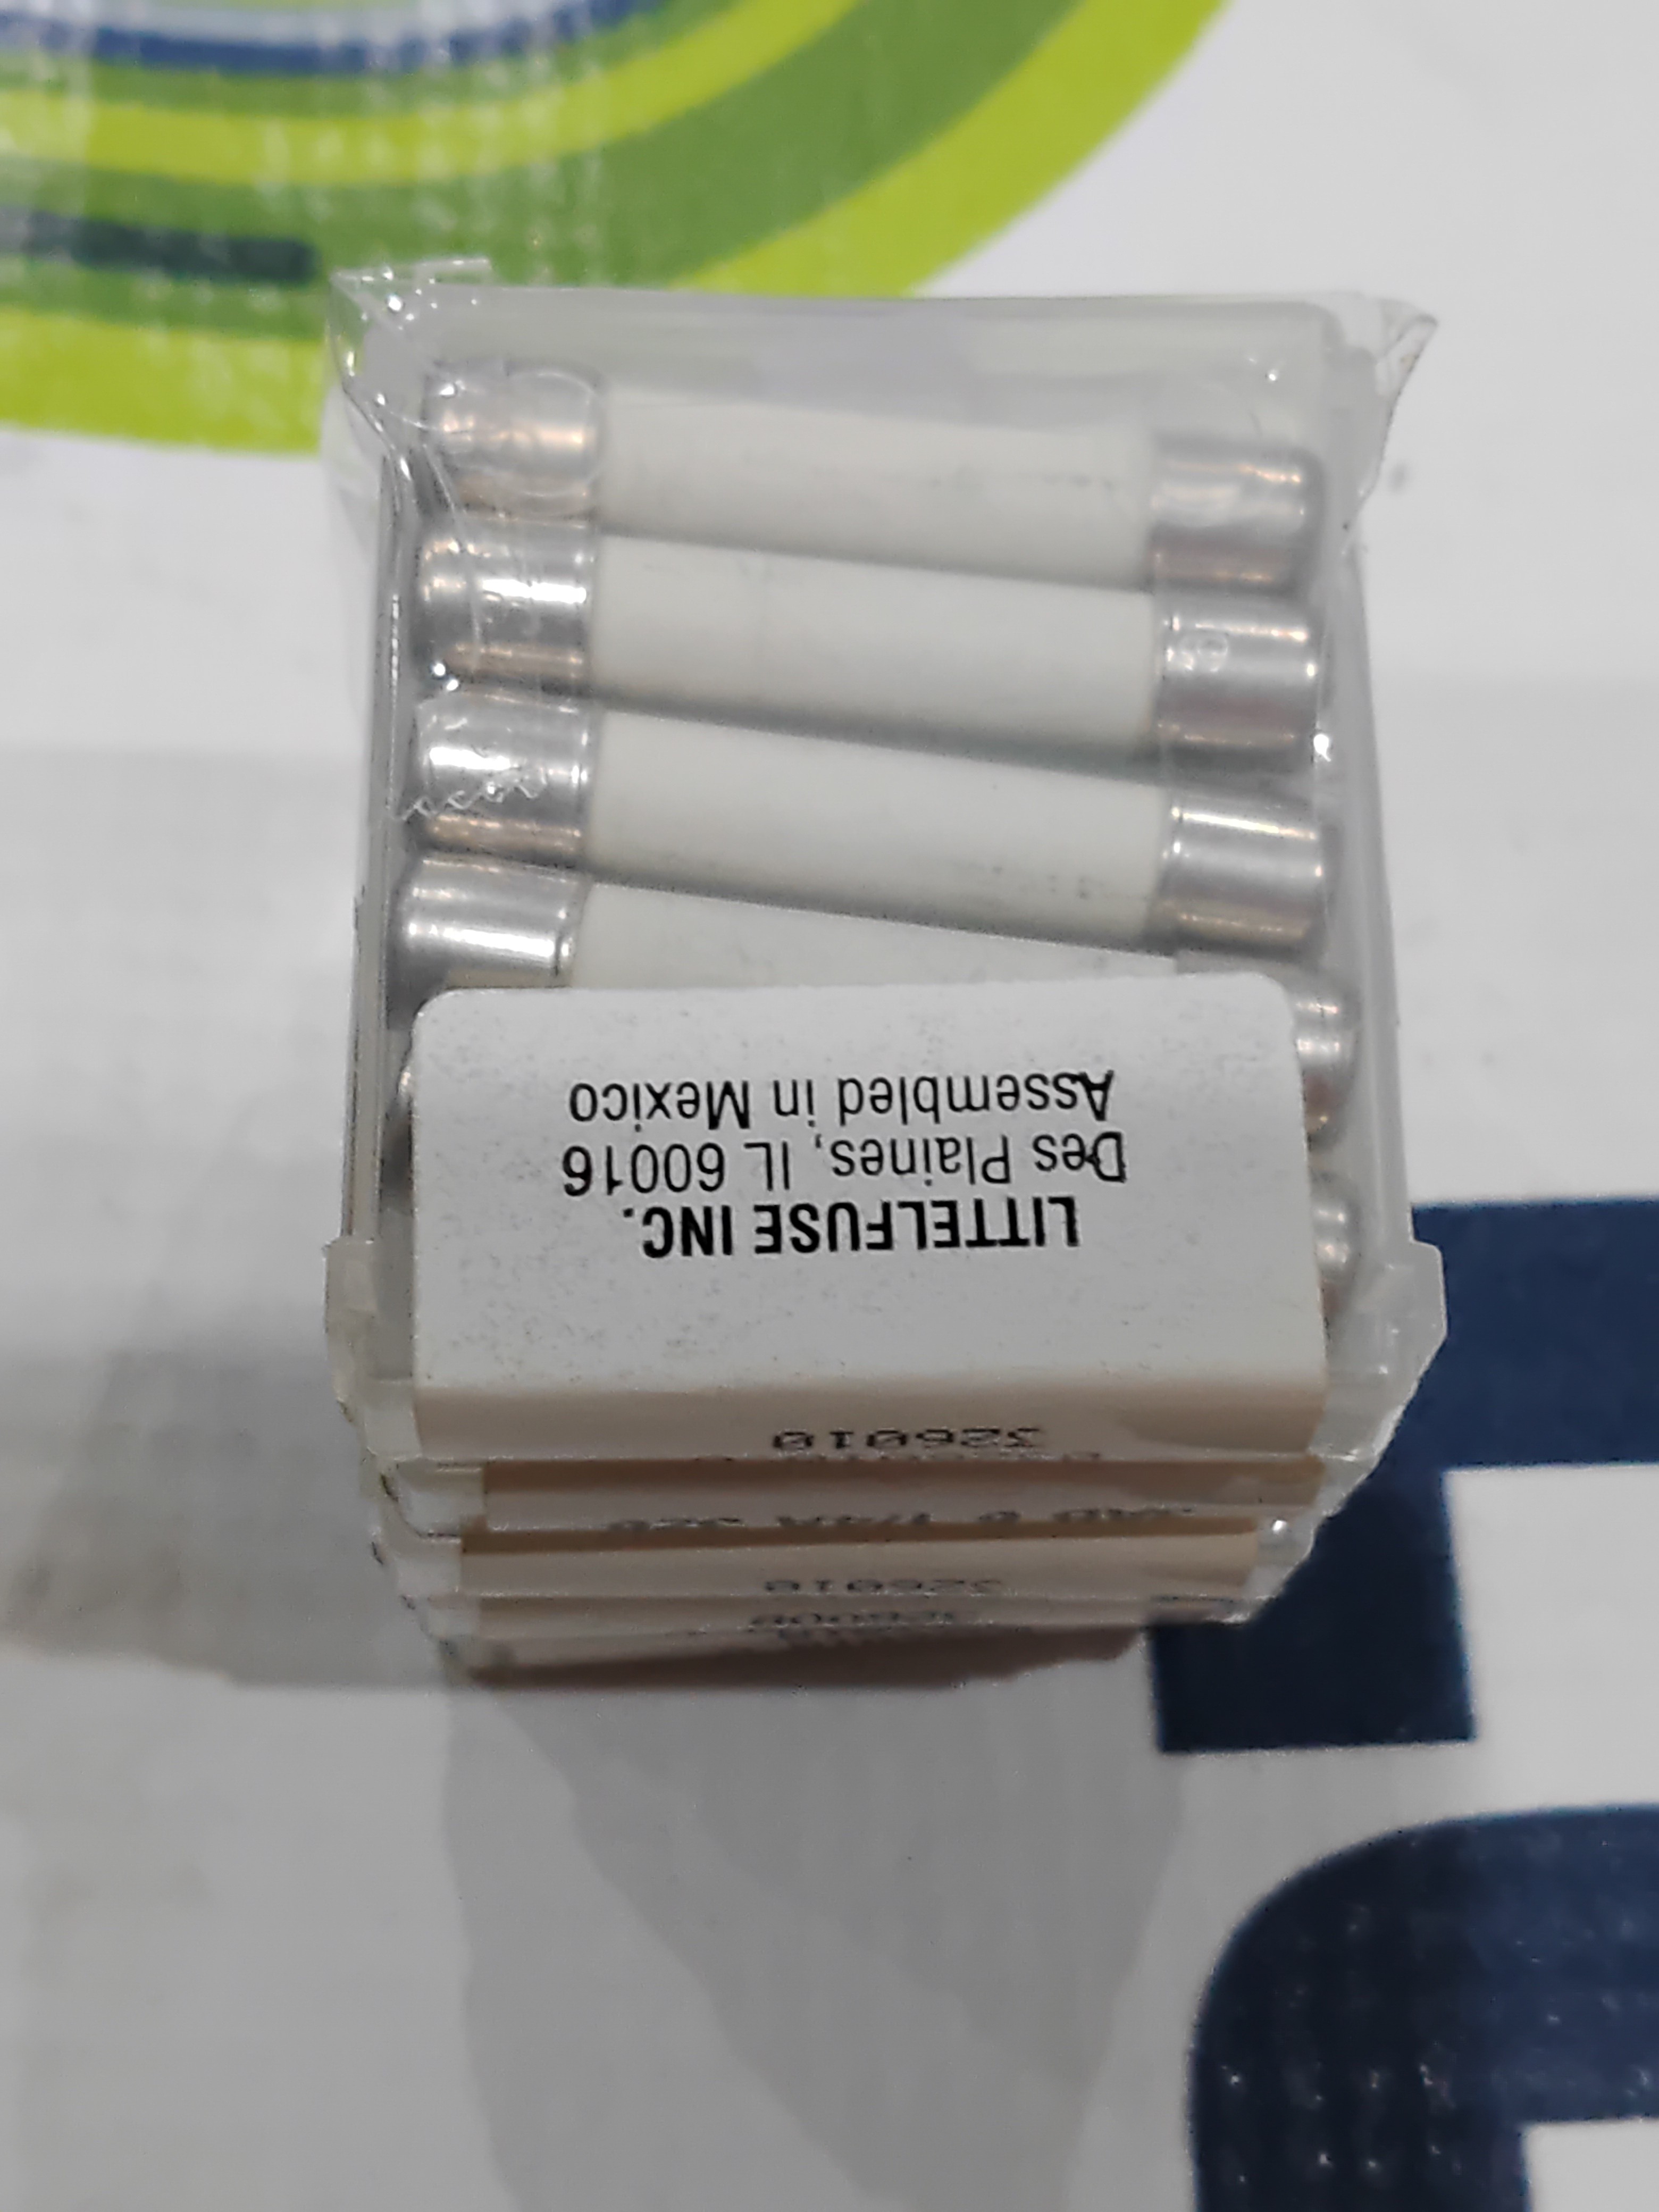 LITTELFUSE INC.
Des Plaines, IL 60016
Assembled in Mexico
326010
326010